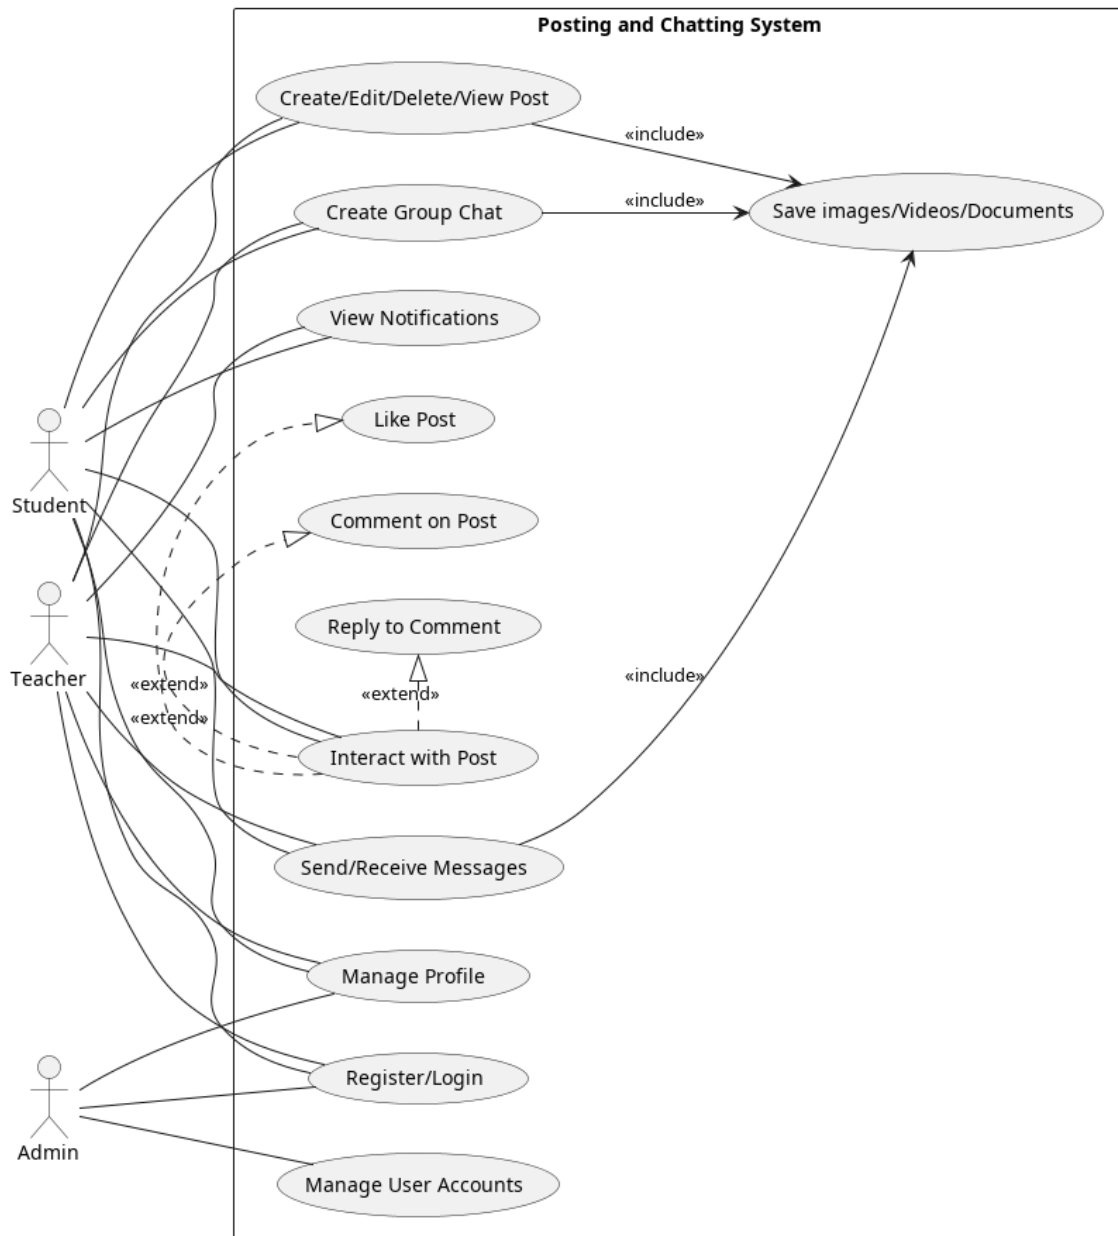 Posting and Chatting System
Create/Edit/Delete/View Post
«include»
Create Group Chat
«include»
Save images/Videos/Documents
View Notifications
Like Post
Student
Comment on Post
Reply to Comment
Teacher
«extend»
«extend»
«include»
«extend»
Interact with Post
Send/Receive Messages
Manage Profile
Register/Login
Admin
Manage User Accounts